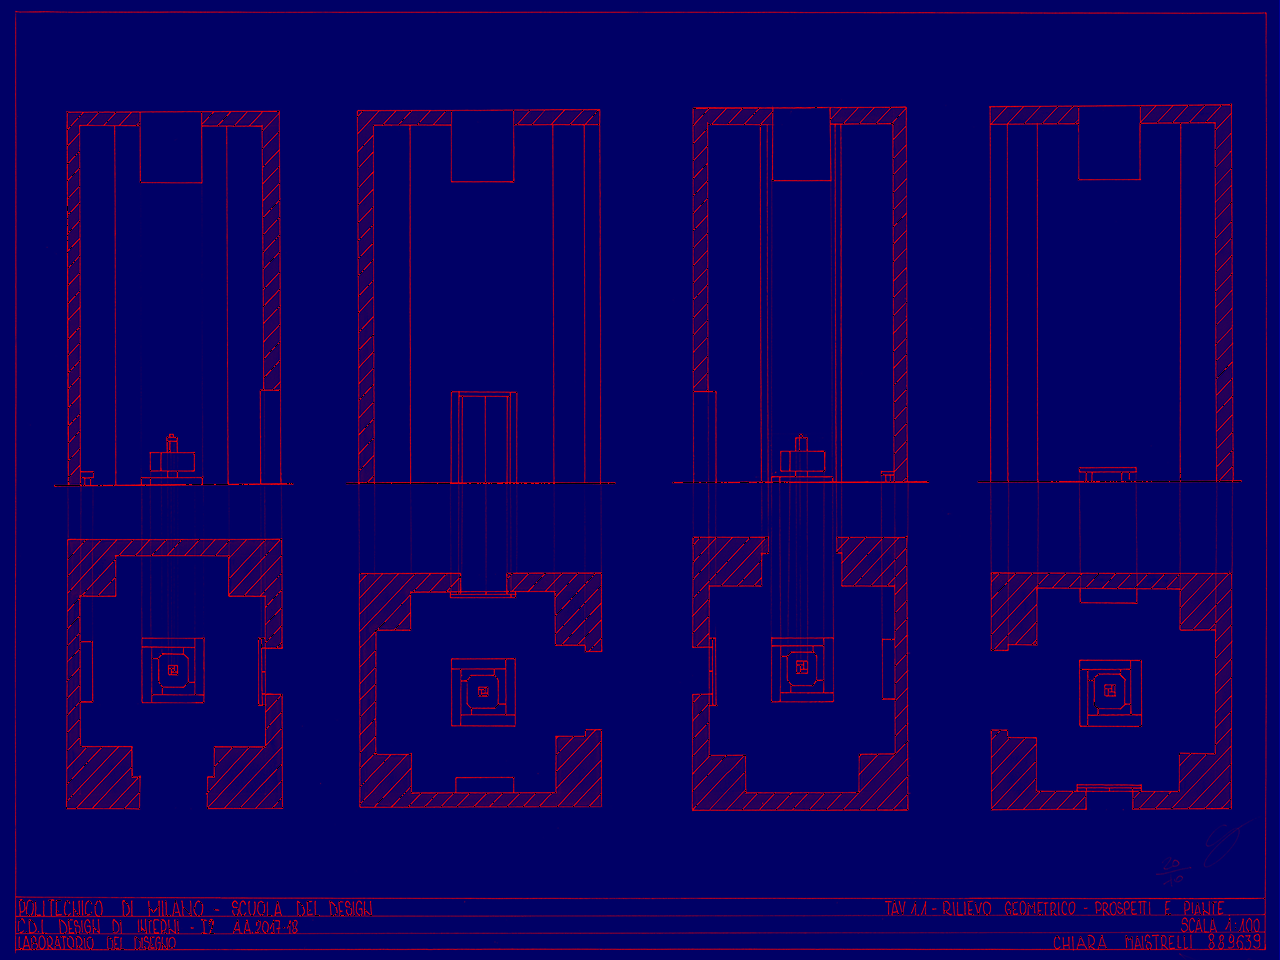 POLITECNICO DI MILANO - SCUOLA DEL DESIGN
TAV 1.1 - RILIEVO GEOMETRICO - PROSPETTI E PIANTE
C.D.L. DESIGN DI INTERNI - I2 A.A. 2017-18
SCALA 1:100
LABORATORIO DEL DISEGNO
CHIARA MAISTRELLI 889639